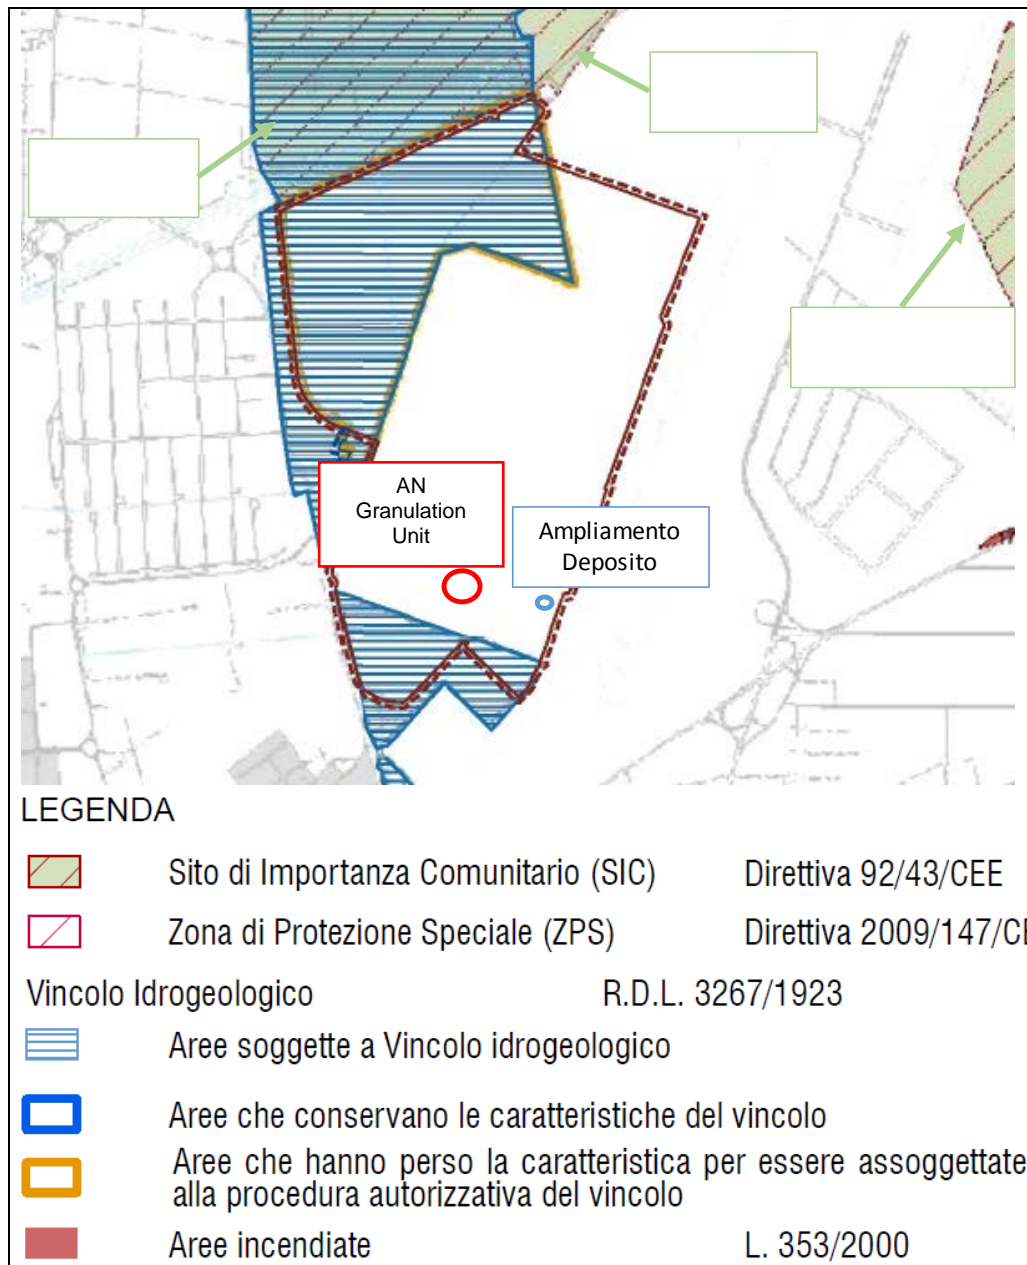 AN
Granulation
Unit
Ampliamento
Deposito
LEGENDA
Sito di Importanza Comunitario (SIC) Direttiva 92/43/CEE
Zona di Protezione Speciale (ZPS) Direttiva 2009/147/CE
Vincolo Idrogeologico R.D.L. 3267/1923
Aree soggette a Vincolo idrogeologico
Aree che conservano le caratteristiche del vincolo
Aree che hanno perso la caratteristica per essere assoggettate
alla procedura autorizzativa del vincolo
Aree incendiate L. 353/2000